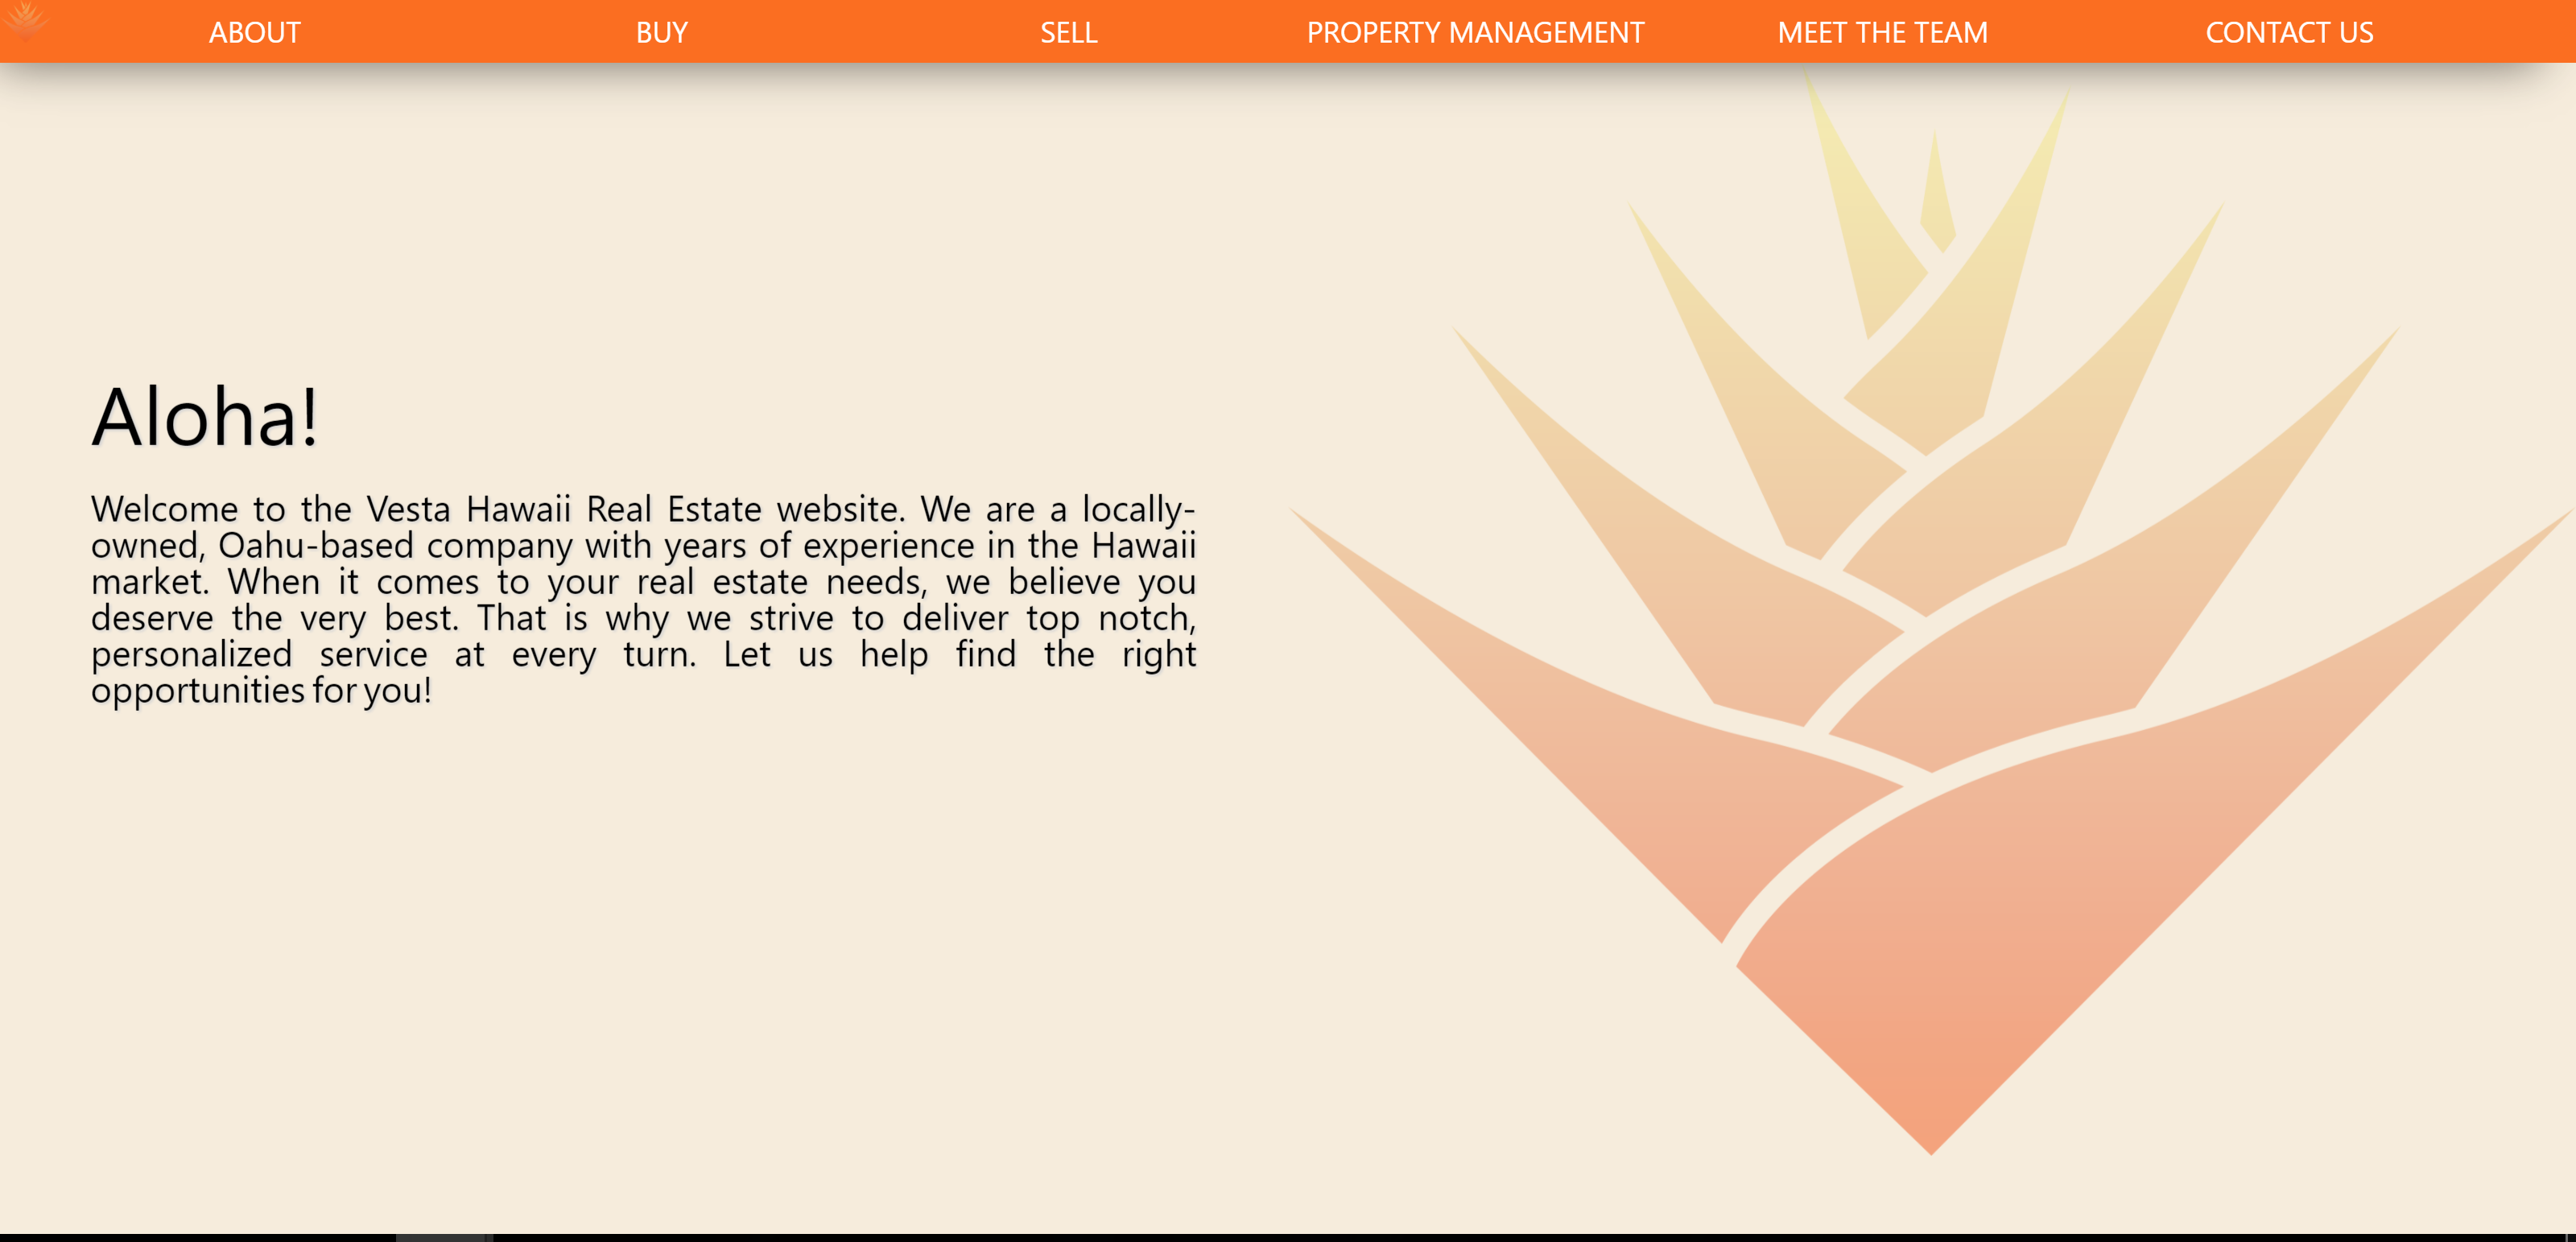 ABOUT BUY SELL PROPERTY MANAGEMENT MEET THE TEAM CONTACT US
Aloha!
Welcome to the Vesta Hawaii Real Estate website. We are a locally-
owned, Oahu-based company with years of experience in the Hawaii
market. When it comes to your real estate needs, we believe you
deserve the very best. That is why we strive to deliver top notch,
personalized service at every turn. Let us help find the right
opportunities for you!